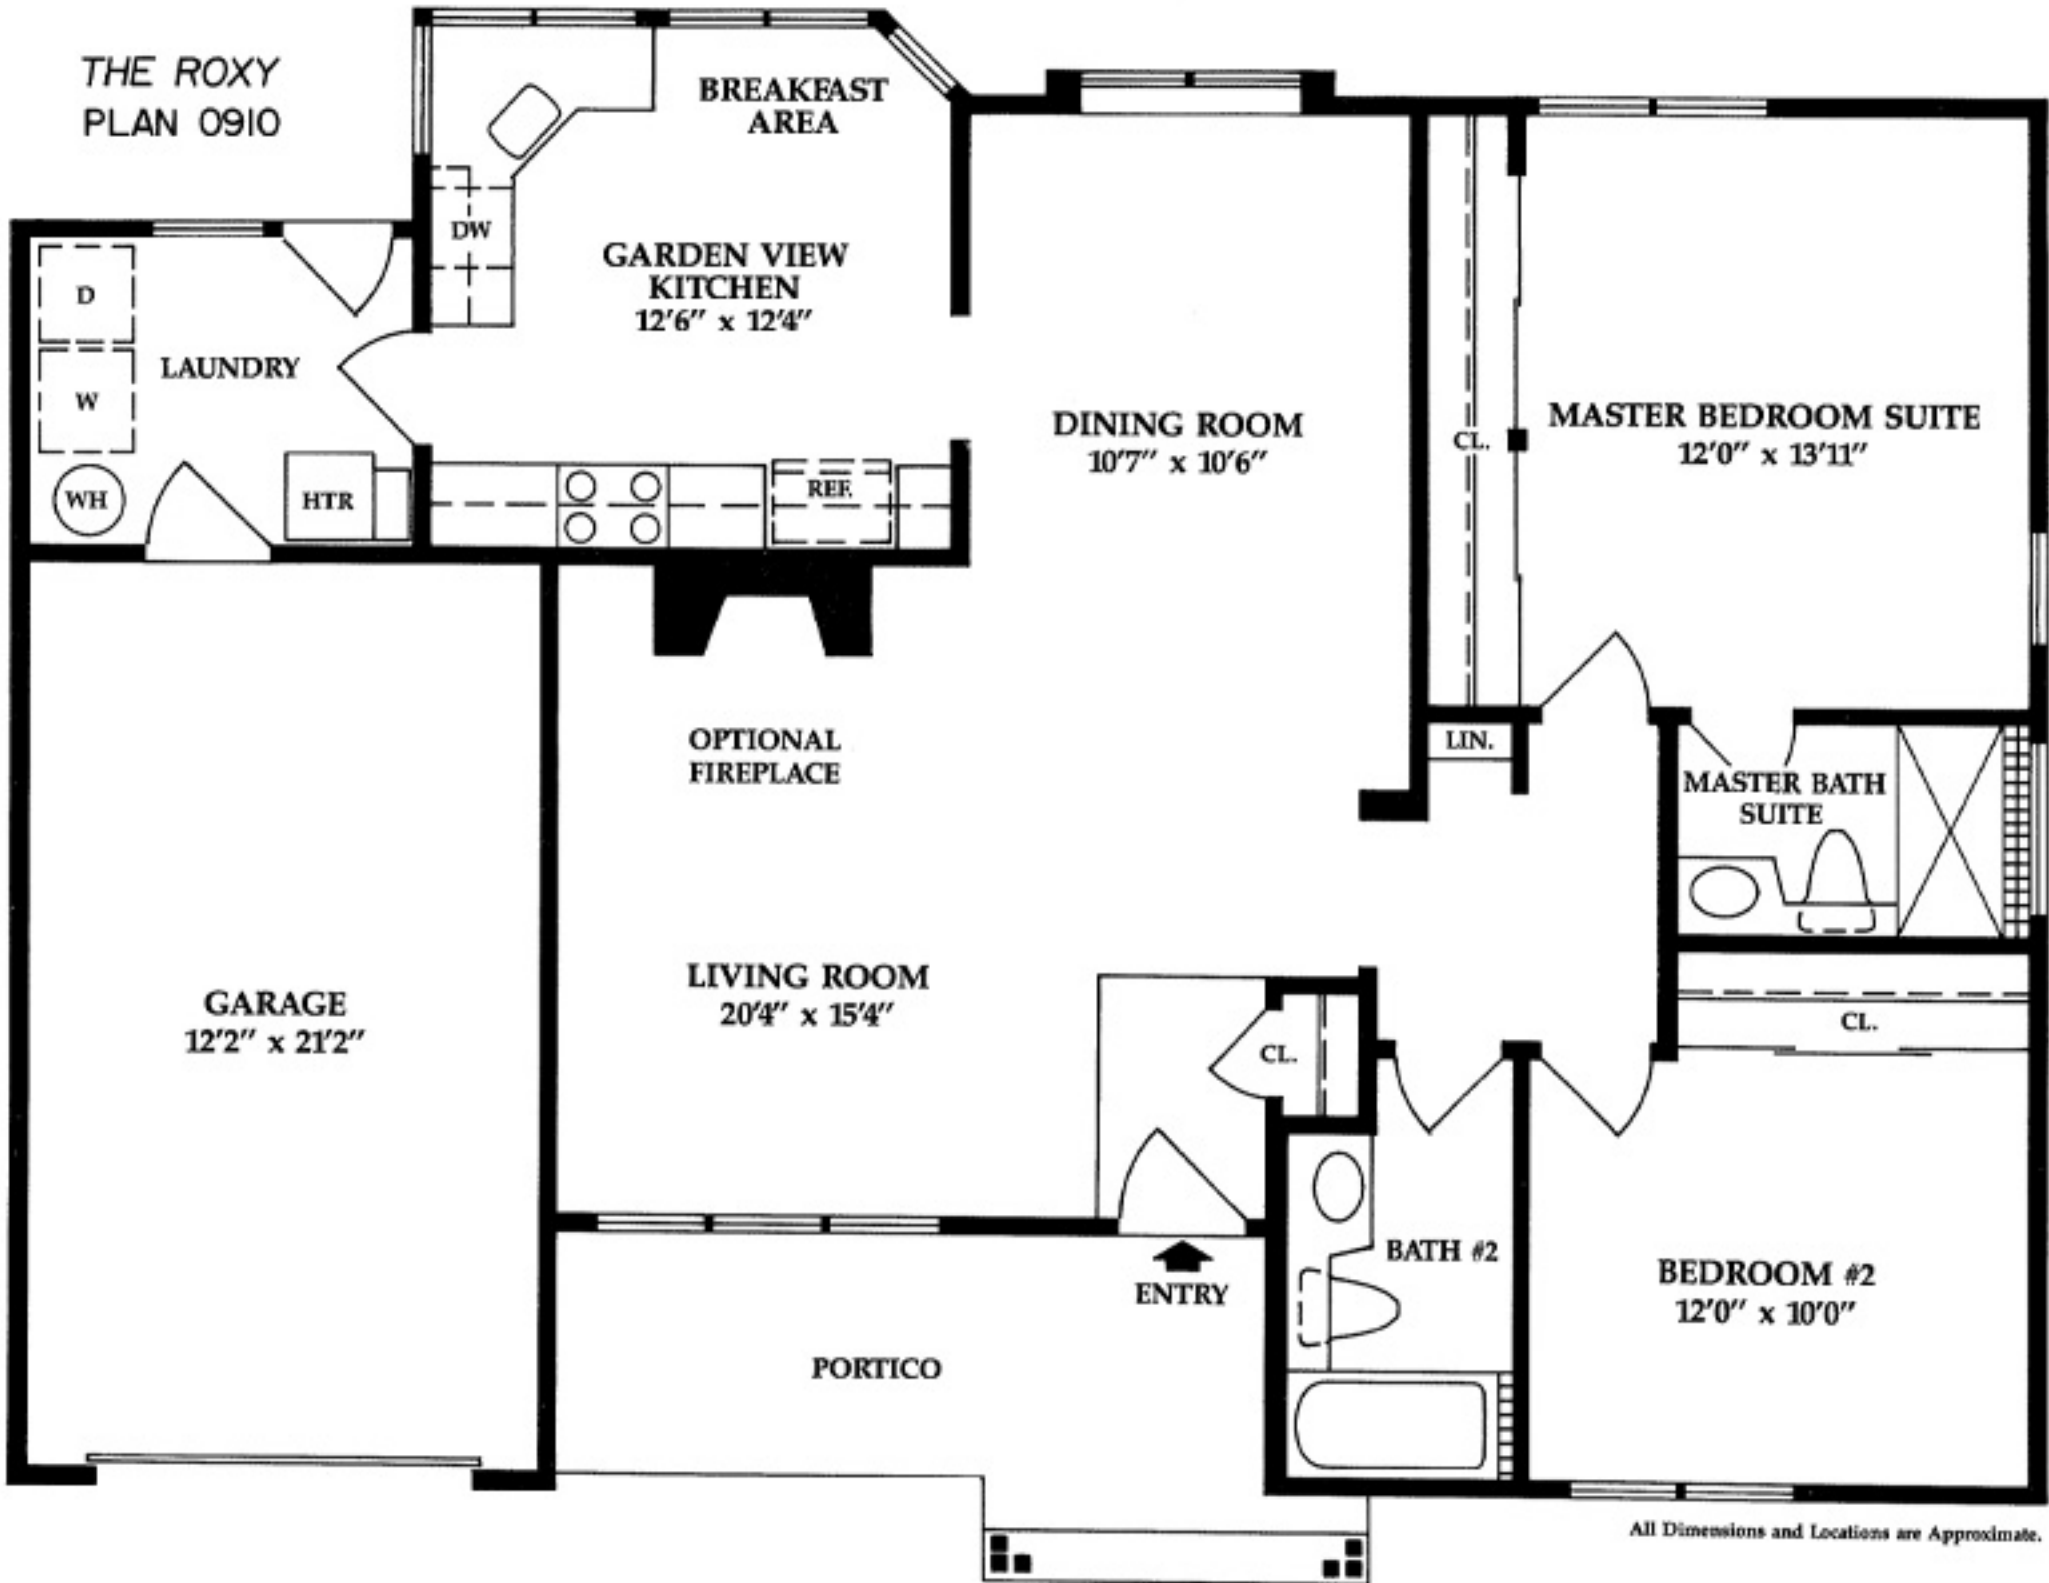 THE ROXY
PLAN 0910
BREAKFAST
AREA
DW
GARDEN VIEW
KITCHEN
12'6" x 12'4"
D
W
LAUNDRY
WH
HTR
REF.
DINING ROOM
10'7" x 10'6"
CL.
MASTER BEDROOM SUITE
12'0" x 13'11"
OPTIONAL
FIREPLACE
LIN.
MASTER BATH
SUITE
LIVING ROOM
20'4" x 15'4"
GARAGE
12'2" x 21'2"
CL.
CL.
BATH #2
BEDROOM #2
12'0" x 10'0"
ENTRY
PORTICO
All Dimensions and Locations are Approximate.